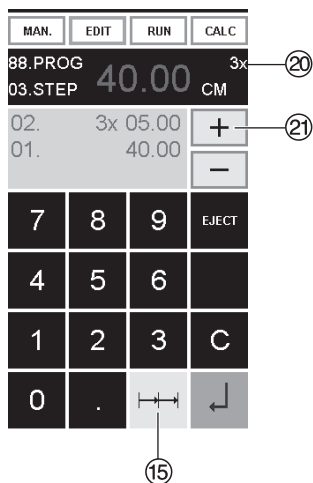 MAN. EDIT RUN CALC
88.PROG 40.00 3x 20
03.STEP CM
02. 3x 05.00 + 21
01. 40.00 −
7 8 9 EJECT
4 5 6
1 2 3 C
0 .
15